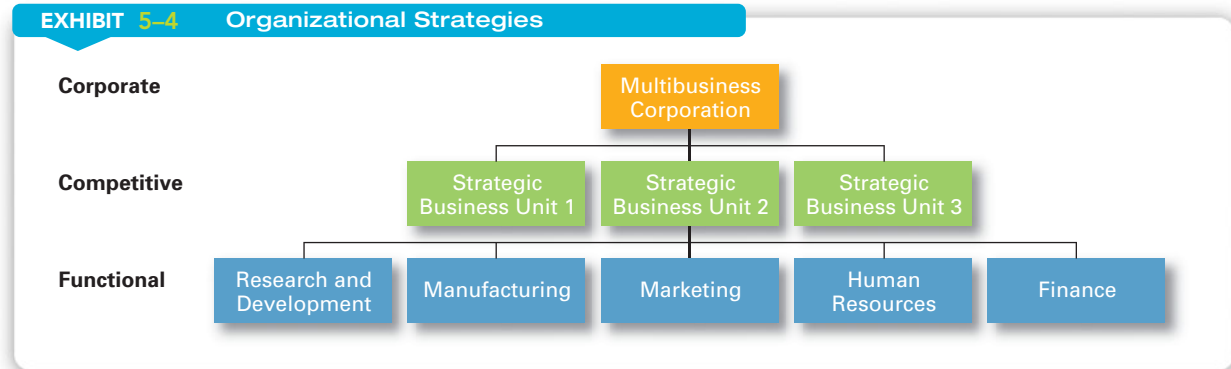 EXHIBIT 5–4 Organizational Strategies
Corporate
Multibusiness
Corporation
Competitive
Strategic
Business Unit 1
Strategic
Business Unit 2
Strategic
Business Unit 3
Functional
Research and
Development
Manufacturing
Marketing
Human
Resources
Finance